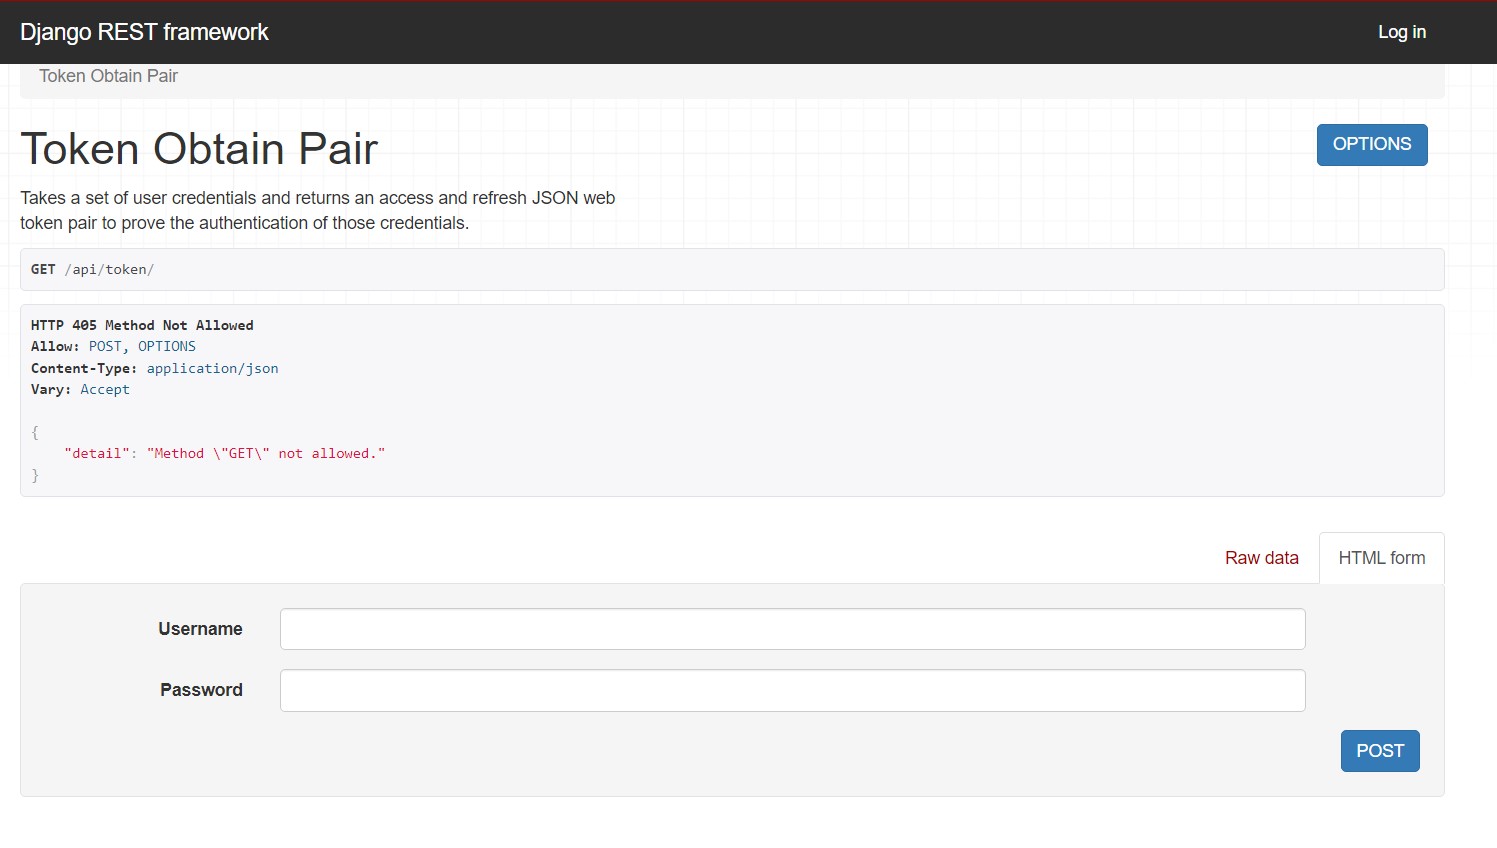 Django REST framework
Log in
Token Obtain Pair
Token Obtain Pair
OPTIONS
Takes a set of user credentials and returns an access and refresh JSON web
token pair to prove the authentication of those credentials.
GET /api/token/
HTTP 405 Method Not Allowed
Allow: POST, OPTIONS
Content-Type: application/json
Vary: Accept
{
    "detail": "Method \"GET\" not allowed."
}
Raw data
HTML form
Username
Password
POST